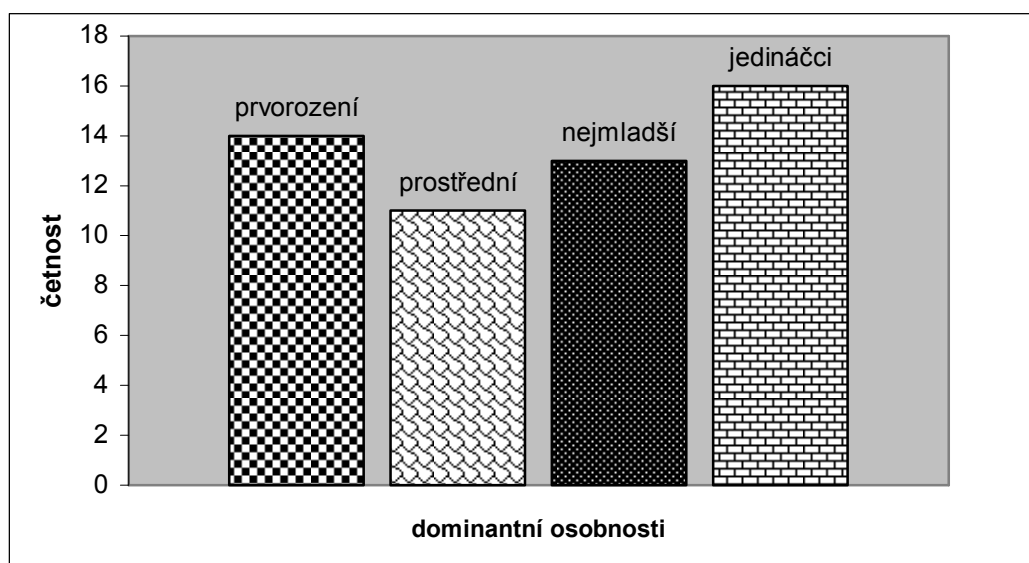 18
16
14
12
10
8
6
4
2
0
četnost
prvorození
prostřední
nejmladší
jedináčci
dominantní osobnosti